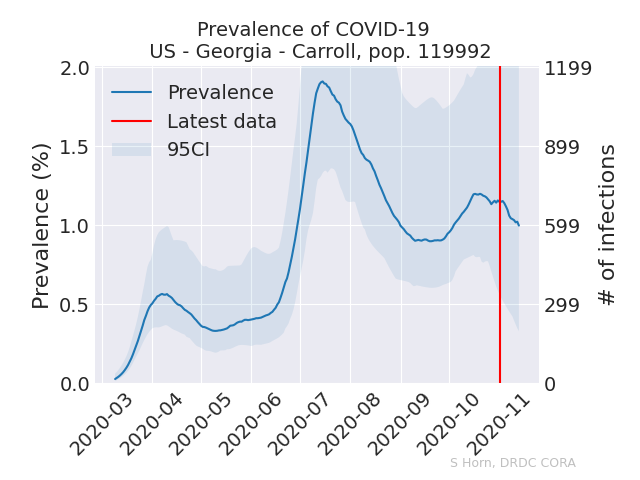 Prevalence of COVID-19
US - Georgia - Carroll, pop. 119992
Prevalence (%)
2.0
1.5
1.0
0.5
0.0
Prevalence
Latest data
95CI
1199
899
599
299
0
# of infections
2020-03
2020-04
2020-05
2020-06
2020-07
2020-08
2020-09
2020-10
2020-11
S Horn, DRDC CORA